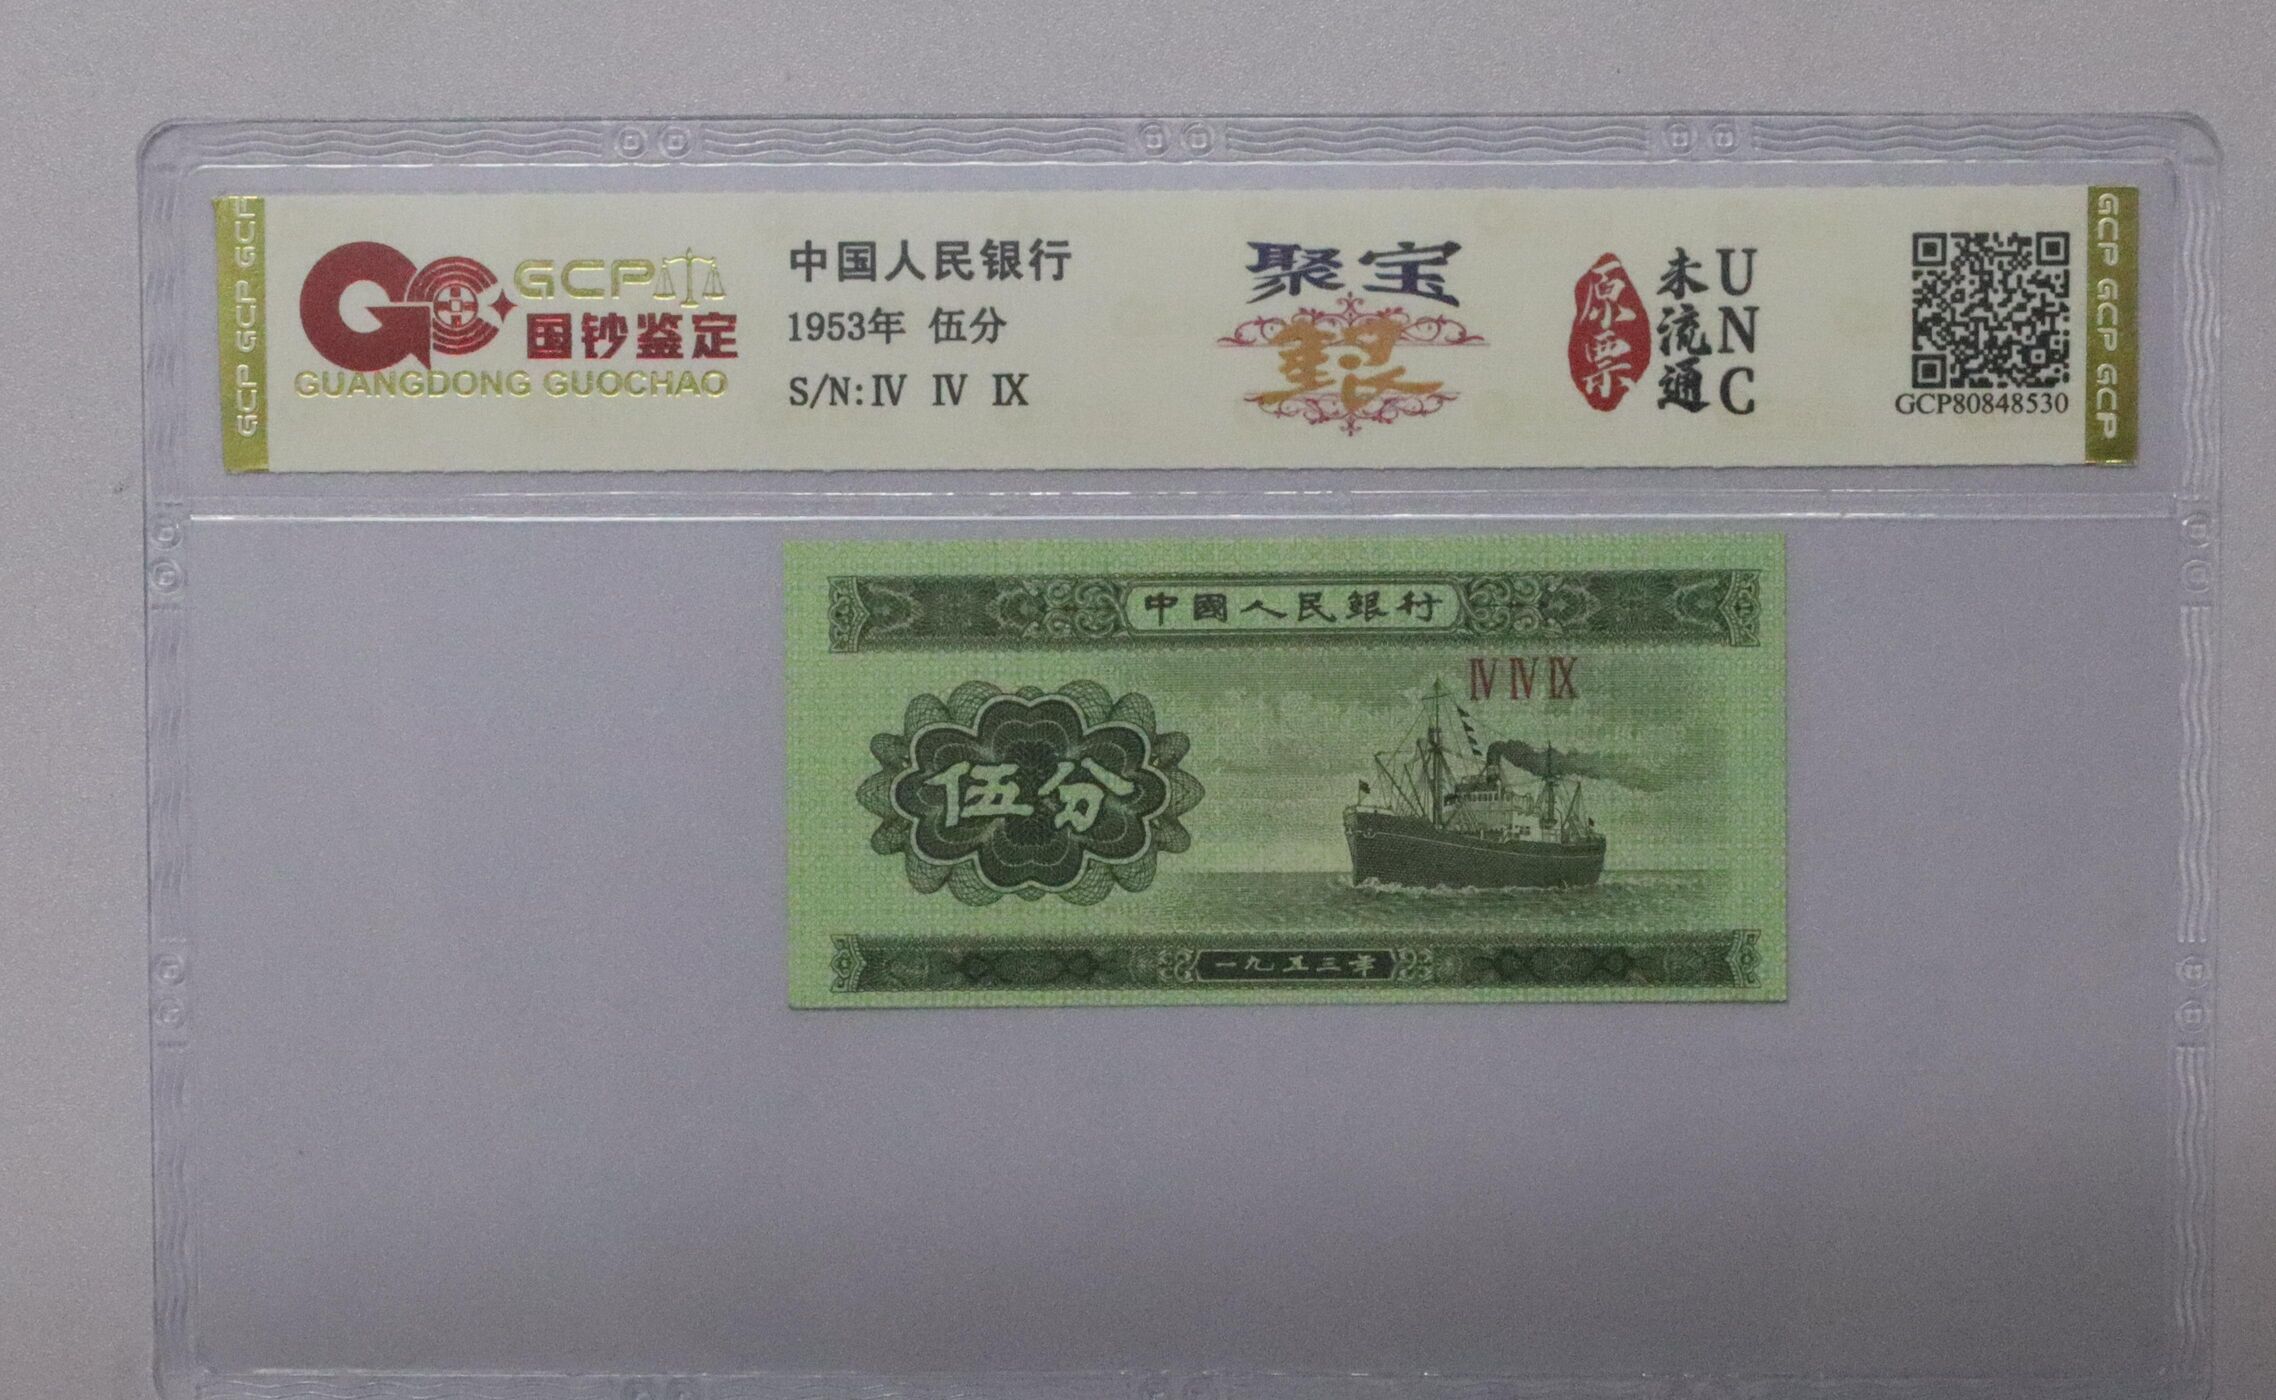 GCP GCP GCP
GCP
国钞鉴定
GUANGDONG GUOCHAO
中国人民银行
1953年 伍分
S/N:Ⅳ Ⅳ Ⅸ
聚宝
原票
未流通
UNC
GCP80848530
GCP GCP GCP
中國人民銀行
Ⅳ Ⅳ Ⅸ
伍分
一九五三年